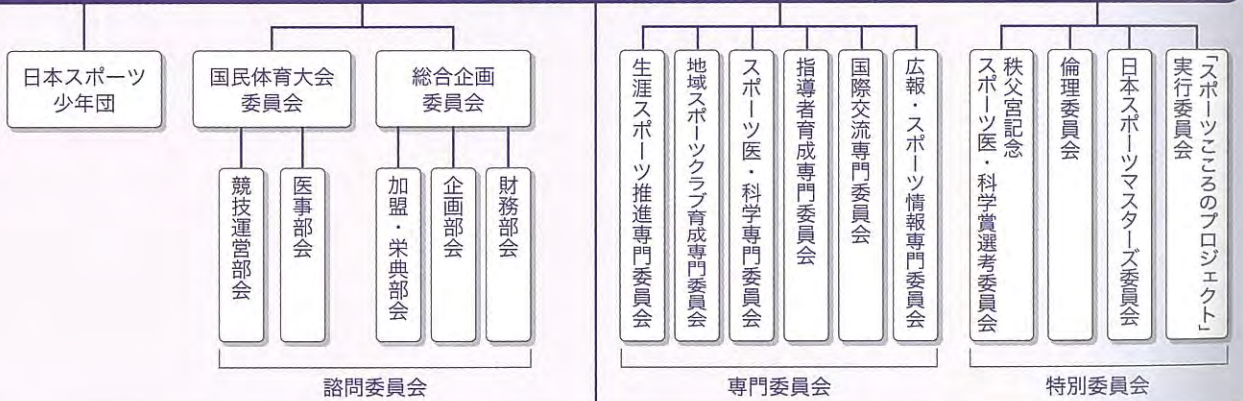 日本スポーツ
少年団
国民体育大会
委員会
総合企画
委員会
競技運営部会
医事部会
加盟・栄典部会
企画部会
財務部会
諮問委員会
生涯スポーツ推進専門委員会
地域スポーツクラブ育成専門委員会
スポーツ医・科学専門委員会
指導者育成専門委員会
国際交流専門委員会
広報・スポーツ情報専門委員会
専門委員会
秩父宮記念
スポーツ医・科学賞選考委員会
倫理委員会
日本スポーツマスターズ委員会
「スポーツこころのプロジェクト」
実行委員会
特別委員会